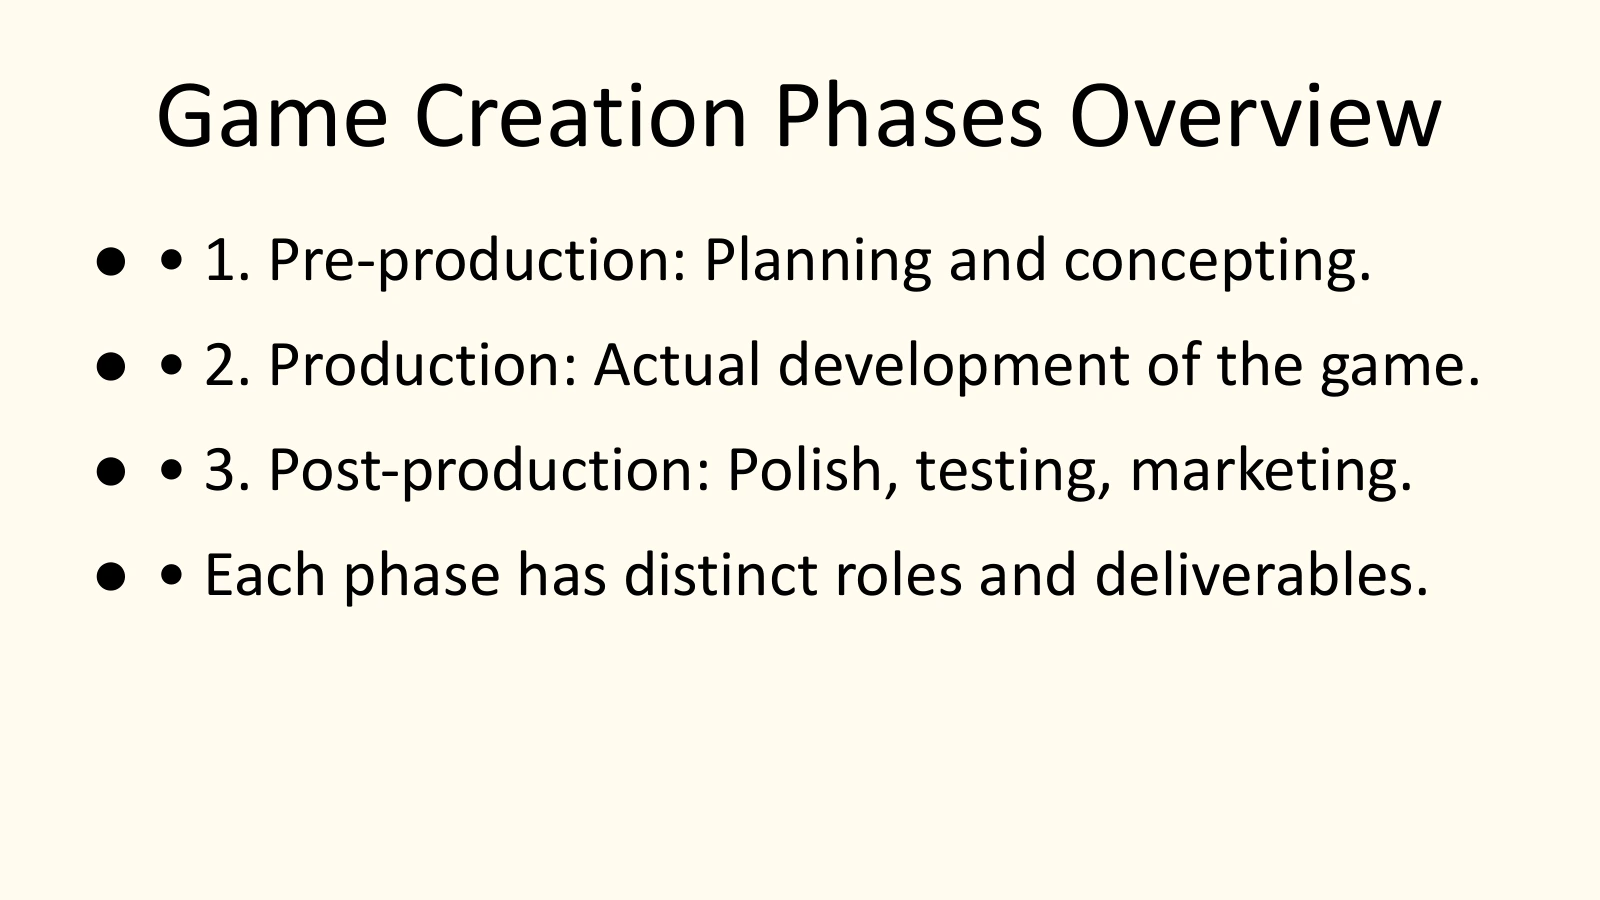 Game Creation Phases Overview
● • 1. Pre-production: Planning and concepting.
● • 2. Production: Actual development of the game.
● • 3. Post-production: Polish, testing, marketing.
● • Each phase has distinct roles and deliverables.